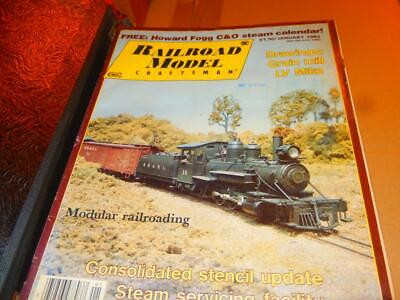 FREE: Howard Fogg C&O steam calendar!
RAILROAD
MODEL
CRAFTSMAN
Drawings:
Grain mill
LV Mike
Modular railroading
Consolidated stencil update
Steam servicing facility